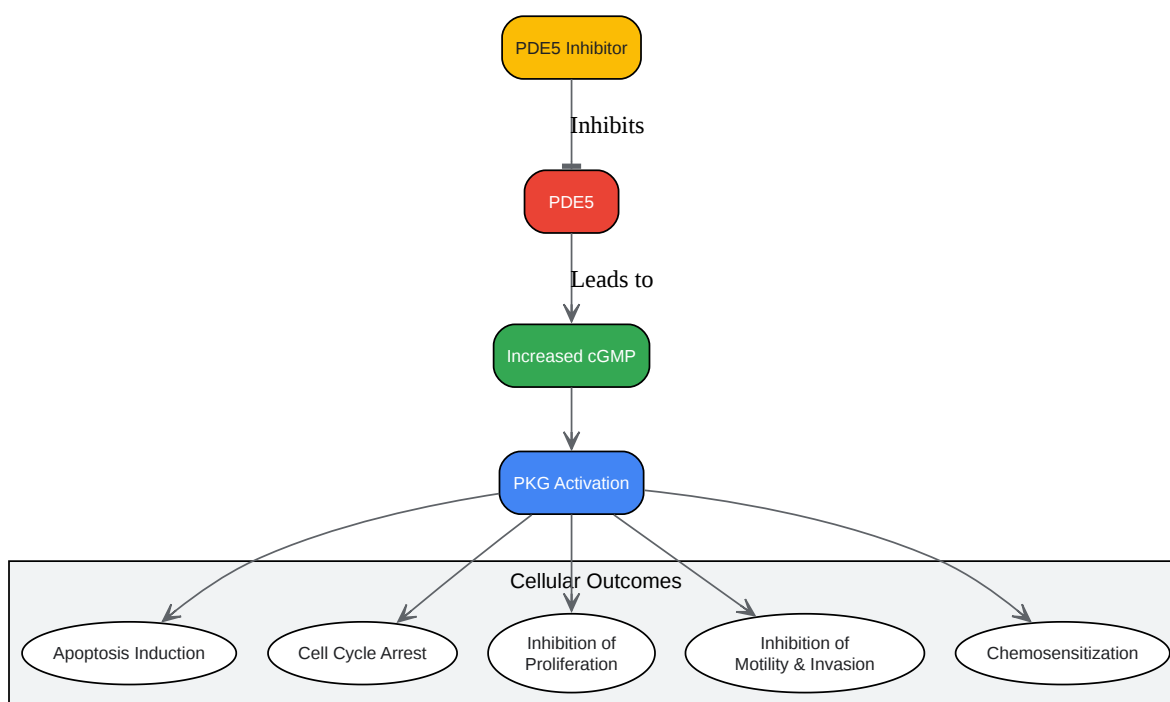 PDE5 Inhibitor
Inhibits
PDE5
Leads to
Increased cGMP
PKG Activation
Cellular Outcomes
Apoptosis Induction
Cell Cycle Arrest
Inhibition of
Proliferation
Inhibition of
Motility & Invasion
Chemosensitization